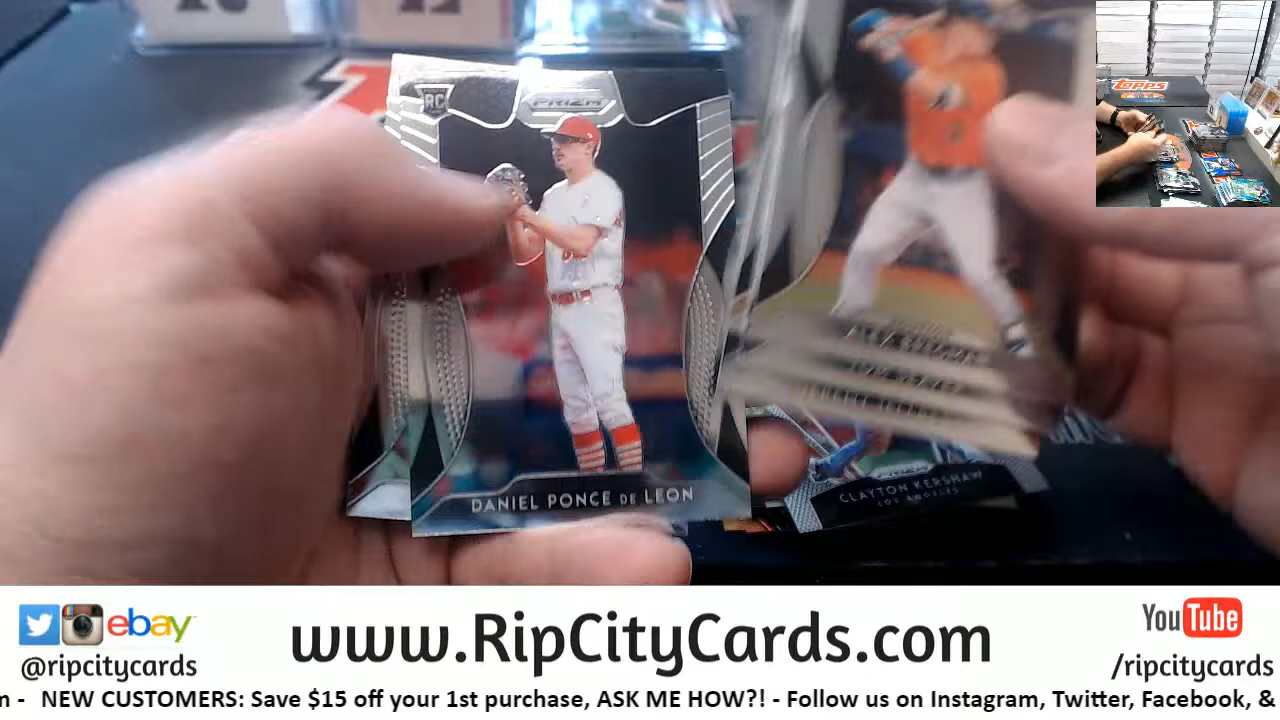 RC
PRIZM
TOPPS
DANIEL PONCE DE LEON
PRIZM
CLAYTON KERSHAW
LOS ANGELES
ebay
@ripcitycards
www.RipCityCards.com
YouTube
/ripcitycards
m - NEW CUSTOMERS: Save $15 off your 1st purchase, ASK ME HOW?! - Follow us on Instagram, Twitter, Facebook, &